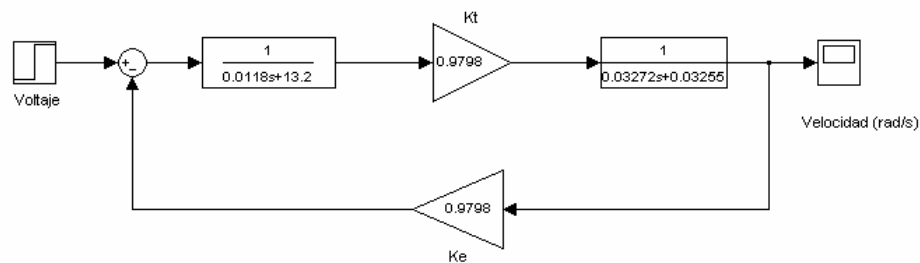 Kt
Voltaje
+
-
1
0.0118s+13.2
0.9798
1
0.03272s+0.03255
Velocidad (rad/s)
0.9798
Ke